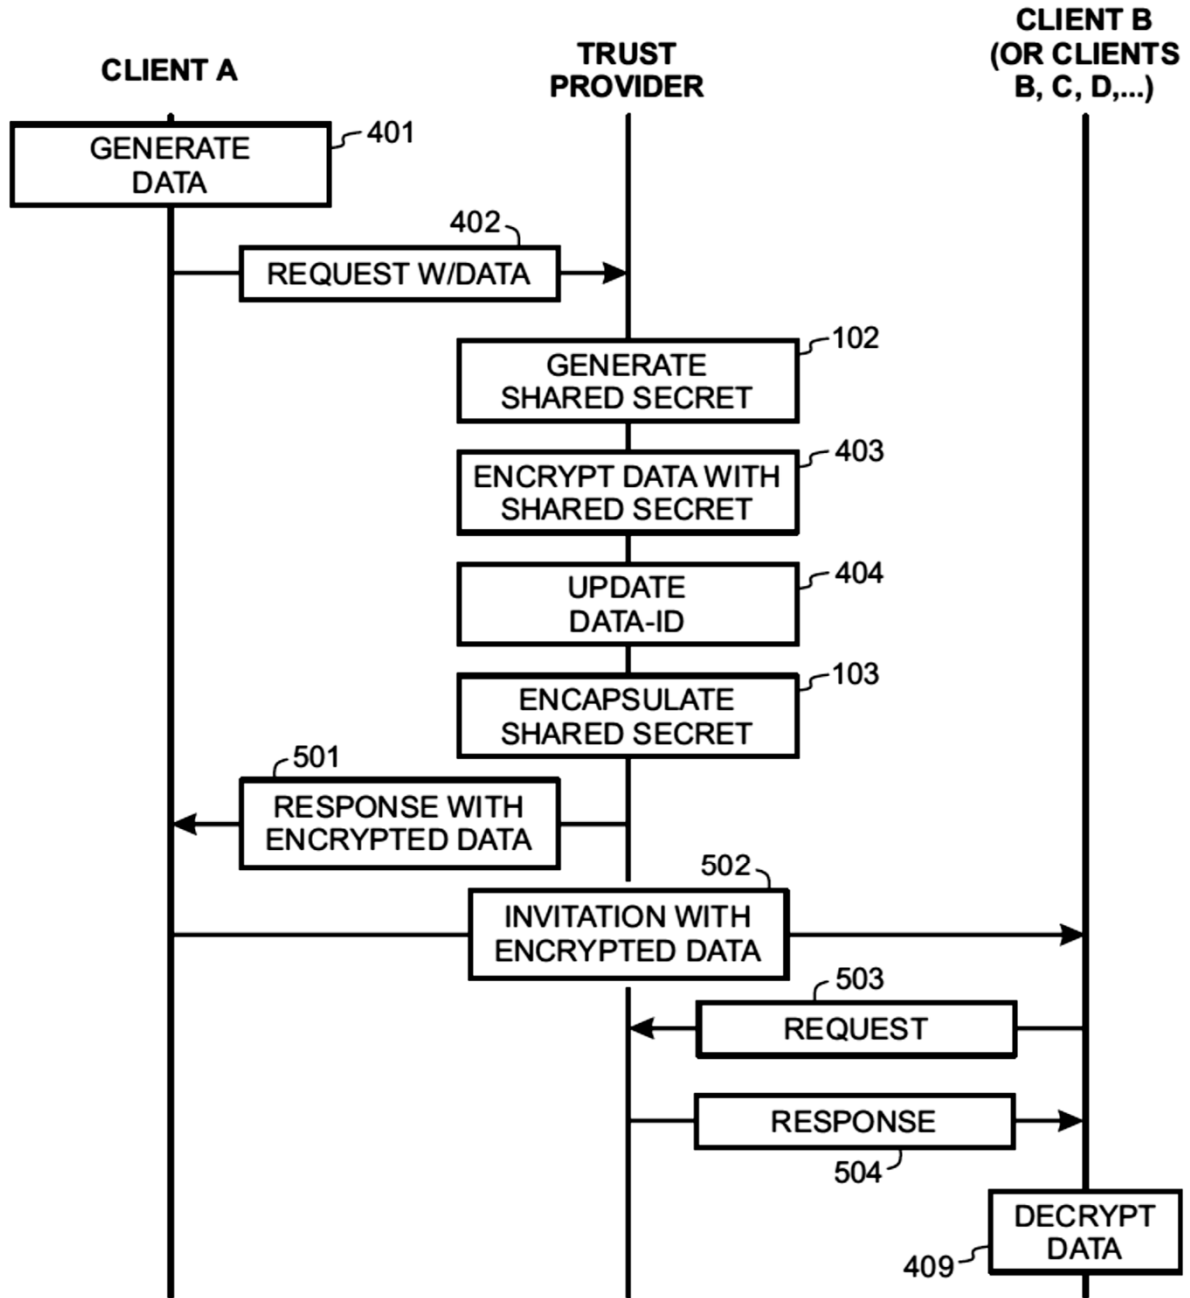 CLIENT A
TRUST
PROVIDER
CLIENT B
(OR CLIENTS
B, C, D,...)
GENERATE
DATA
401
402
REQUEST W/DATA
102
GENERATE
SHARED SECRET
403
ENCRYPT DATA WITH
SHARED SECRET
404
UPDATE
DATA-ID
103
ENCAPSULATE
SHARED SECRET
501
RESPONSE WITH
ENCRYPTED DATA
502
INVITATION WITH
ENCRYPTED DATA
503
REQUEST
RESPONSE
504
DECRYPT
DATA
409